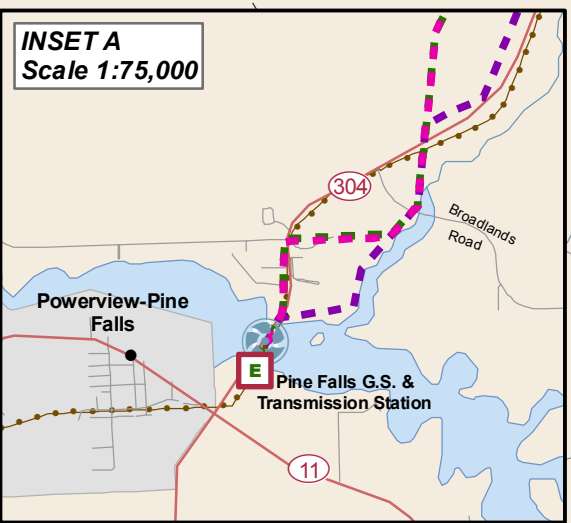 INSET A
Scale 1:75,000
304
Broadlands
Road
Powerview-Pine
Falls
E
Pine Falls G.S. &
Transmission Station
11